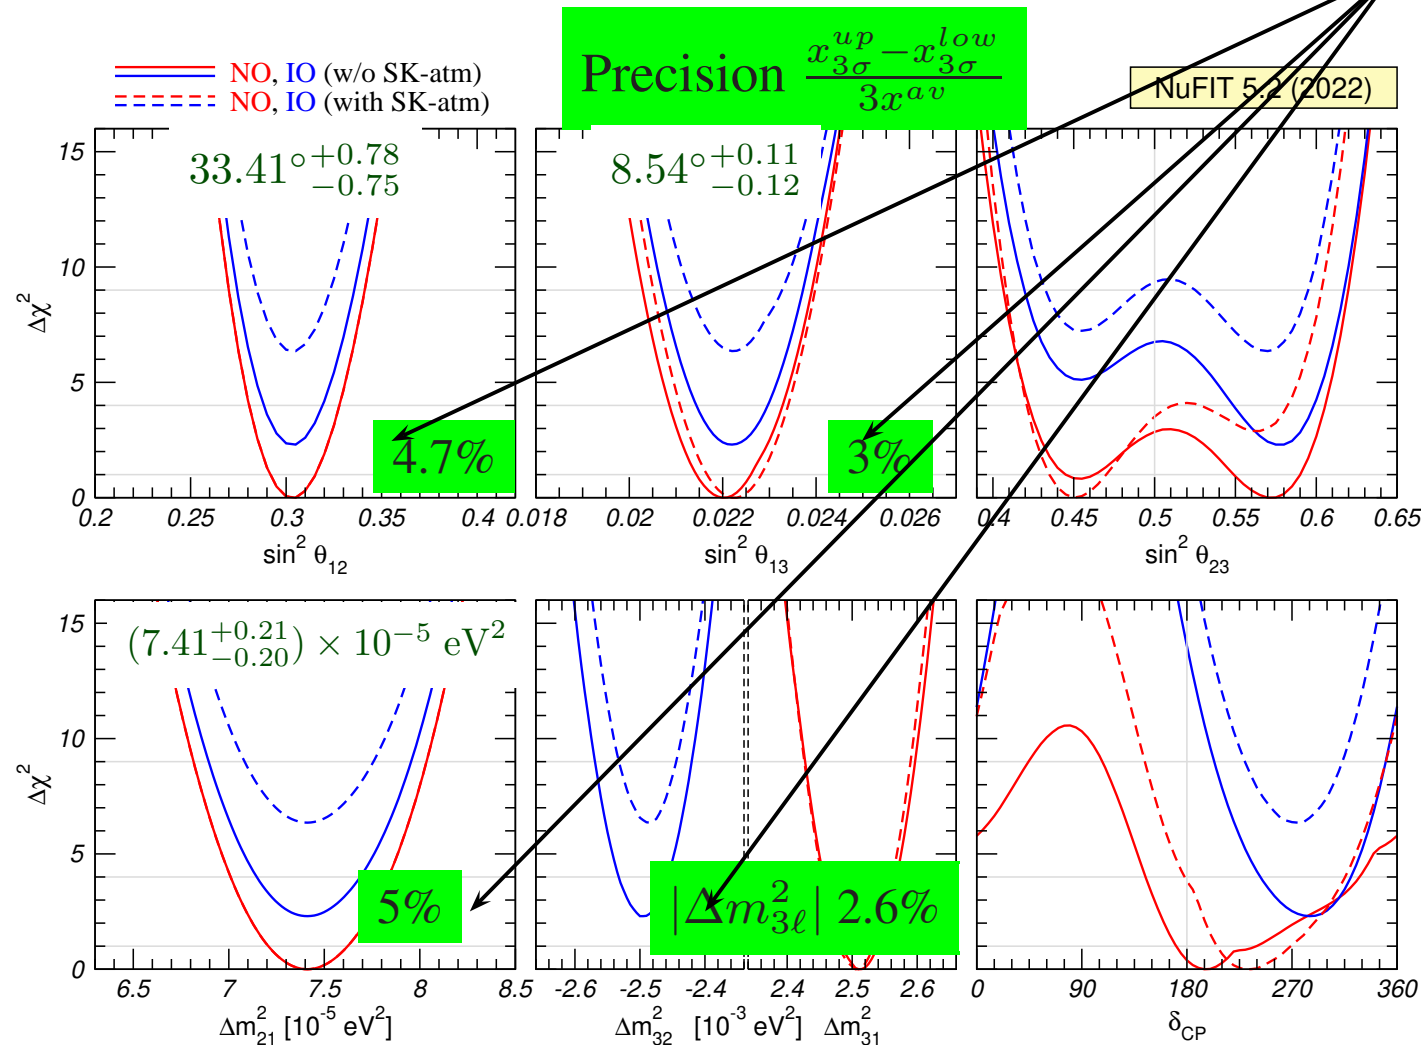 Precision \frac{x_{3\sigma}^{up} - x_{3\sigma}^{low}}{3x^{av}}
NO, IO (w/o SK-atm)
NO, IO (with SK-atm)
NuFIT 5.2 (2022)
33.41°^{+0.78}_{-0.75}
8.54°^{+0.11}_{-0.12}
15
10
5
0
Δχ²
4.7%
3%
0.2 0.25 0.3 0.35 0.4
0.018 0.02 0.022 0.024 0.026
0.4 0.45 0.5 0.55 0.6 0.65
sin² θ₁₂
sin² θ₁₃
sin² θ₂₃
(7.41^{+0.21}_{-0.20}) × 10⁻⁵ eV²
15
10
5
0
Δχ²
5%
|Δm²_{3ℓ}| 2.6%
6.5 7 7.5 8 8.5
-2.6 -2.5 -2.4 2.4 2.5 2.6
0 90 180 270 360
Δm²₂₁ [10⁻⁵ eV²]
Δm²₃₂ [10⁻³ eV²] Δm²₃₁
δ_CP